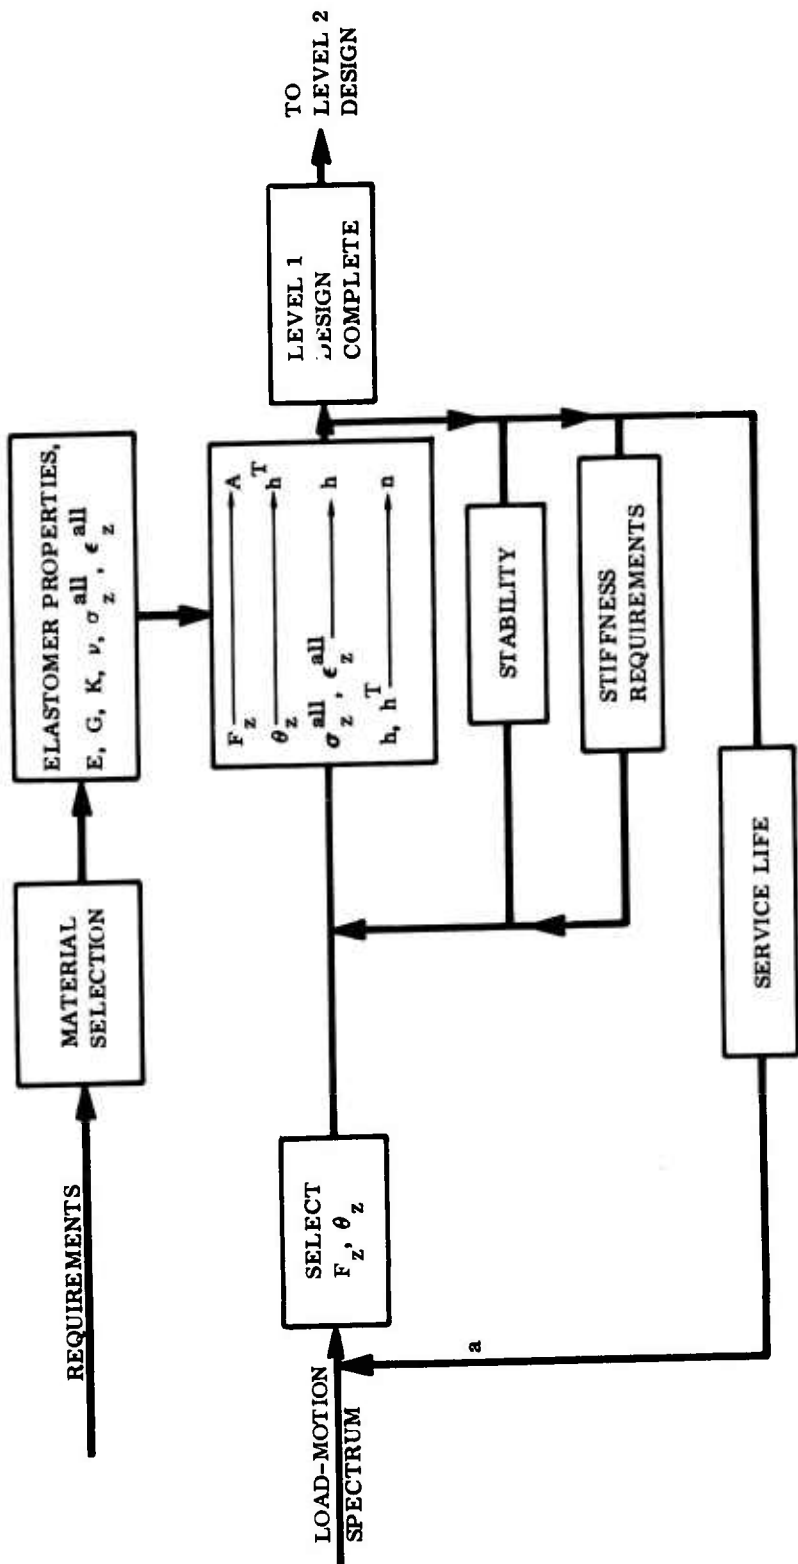 REQUIREMENTS
MATERIAL
SELECTION
ELASTOMER PROPERTIES,
E, G, K, ν, σ_z^all, ϵ_z^all
LOAD-MOTION
SPECTRUM
SELECT
F_z, θ_z
F_z → A
θ_z → h^T
σ_z^all, ϵ_z^all → h
h, h^T → n
LEVEL 1
DESIGN
COMPLETE
TO
LEVEL 2
DESIGN
STABILITY
STIFFNESS
REQUIREMENTS
SERVICE LIFE
a